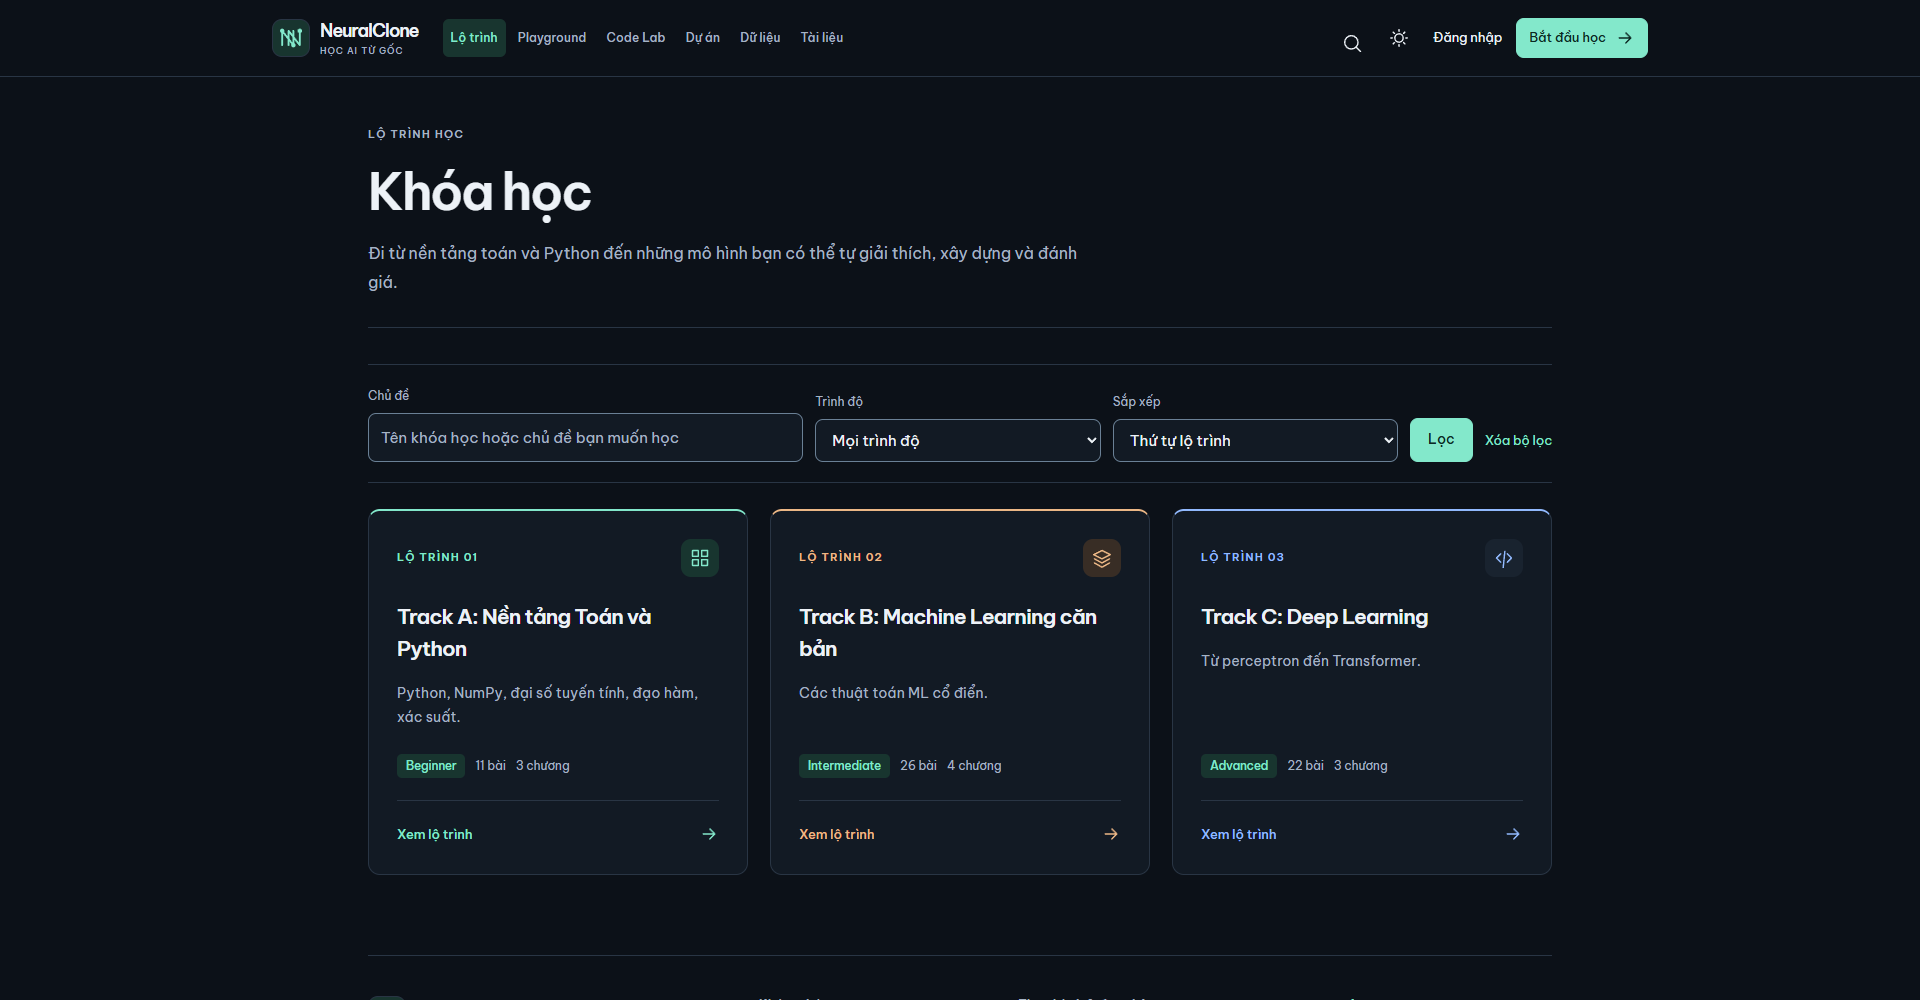 NeuralClone
HỌC AI TỪ GỐC
Lộ trình
Playground
Code Lab
Dự án
Dữ liệu
Tài liệu
Đăng nhập
Bắt đầu học
LỘ TRÌNH HỌC
Khóa học
Đi từ nền tảng toán và Python đến những mô hình bạn có thể tự giải thích, xây dựng và đánh
giá.
Chủ đề
Tên khóa học hoặc chủ đề bạn muốn học
Trình độ
Mọi trình độ
Sắp xếp
Thứ tự lộ trình
Lọc
Xóa bộ lọc
LỘ TRÌNH 01
Track A: Nền tảng Toán và
Python
Python, NumPy, đại số tuyến tính, đạo hàm,
xác suất.
Beginner 11 bài 3 chương
Xem lộ trình
LỘ TRÌNH 02
Track B: Machine Learning căn
bản
Các thuật toán ML cổ điển.
Intermediate 26 bài 4 chương
Xem lộ trình
LỘ TRÌNH 03
Track C: Deep Learning
Từ perceptron đến Transformer.
Advanced 22 bài 3 chương
Xem lộ trình